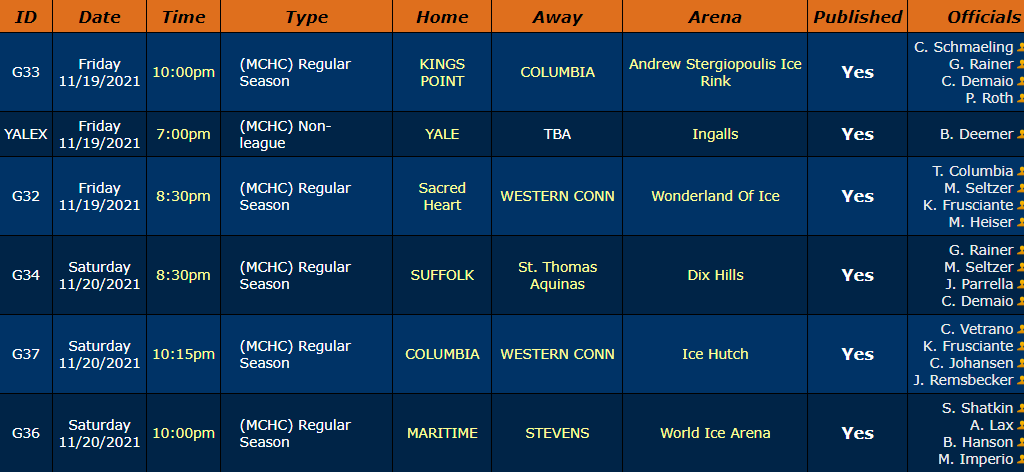 ID Date Time Type Home Away Arena Published Officials
G33
Friday
11/19/2021
10:00pm
(MCHC) Regular
Season
KINGS
POINT
COLUMBIA
Andrew Stergiopoulis Ice
Rink
Yes
C. Schmaeling
G. Rainer
C. Demaio
P. Roth
YALEX
Friday
11/19/2021
7:00pm
(MCHC) Non-
league
YALE
TBA
Ingalls
Yes
B. Deemer
G32
Friday
11/19/2021
8:30pm
(MCHC) Regular
Season
Sacred
Heart
WESTERN CONN
Wonderland Of Ice
Yes
T. Columbia
M. Seltzer
K. Frusciante
M. Heiser
G34
Saturday
11/20/2021
8:30pm
(MCHC) Regular
Season
SUFFOLK
St. Thomas
Aquinas
Dix Hills
Yes
G. Rainer
M. Seltzer
J. Parrella
C. Demaio
G37
Saturday
11/20/2021
10:15pm
(MCHC) Regular
Season
COLUMBIA
WESTERN CONN
Ice Hutch
Yes
C. Vetrano
K. Frusciante
C. Johansen
J. Remsbecker
G36
Saturday
11/20/2021
10:00pm
(MCHC) Regular
Season
MARITIME
STEVENS
World Ice Arena
Yes
S. Shatkin
A. Lax
B. Hanson
M. Imperio